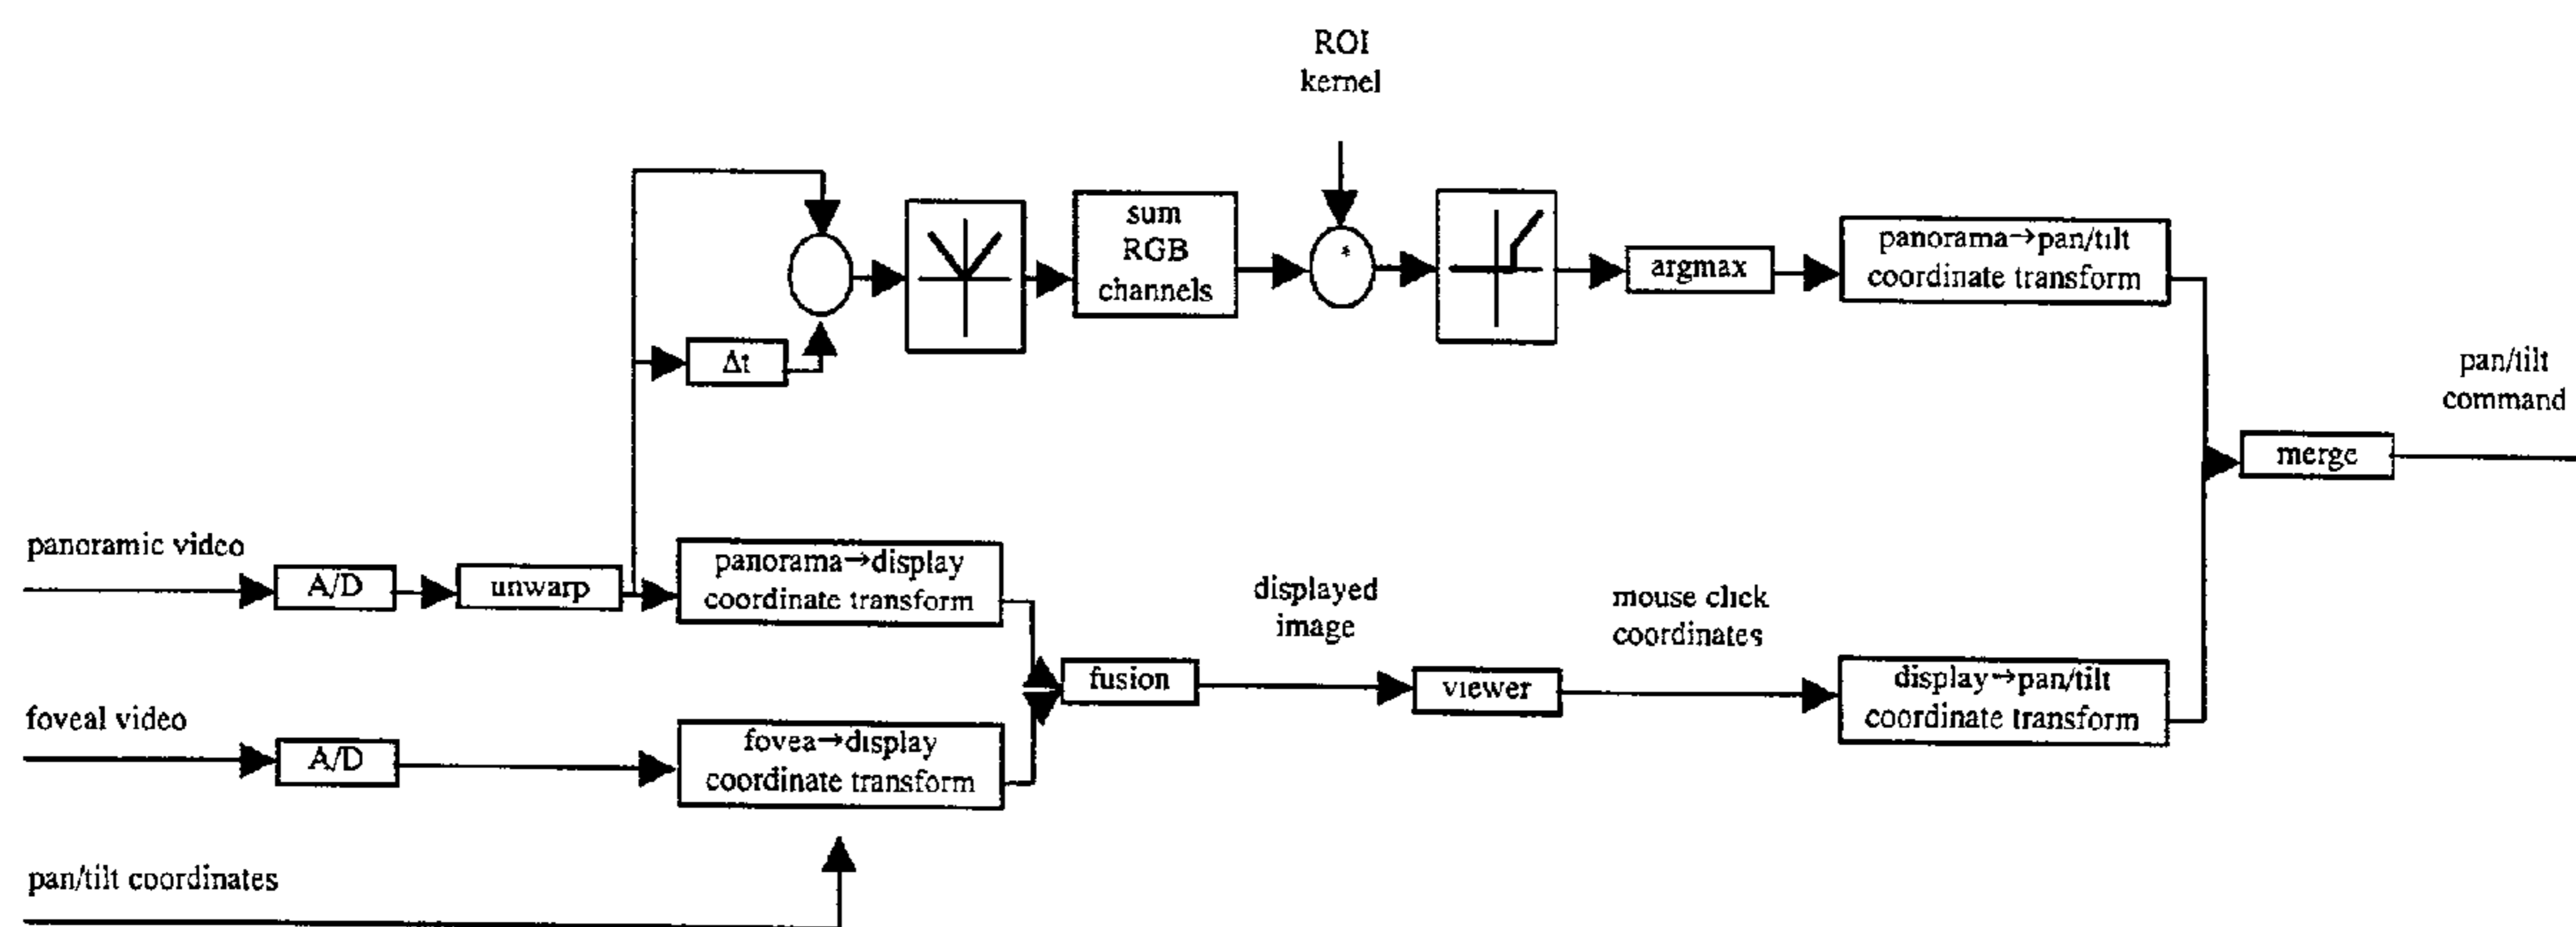 ROI
kernel
sum
RGB
channels
*
panorama→pan/tilt
coordinate transform
argmax
Δt
pan/tilt
command
merge
panoramic video
A/D
unwarp
panorama→display
coordinate transform
displayed
image
mouse click
coordinates
fusion
viewer
display→pan/tilt
coordinate transform
foveal video
A/D
fovea→display
coordinate transform
pan/tilt coordinates